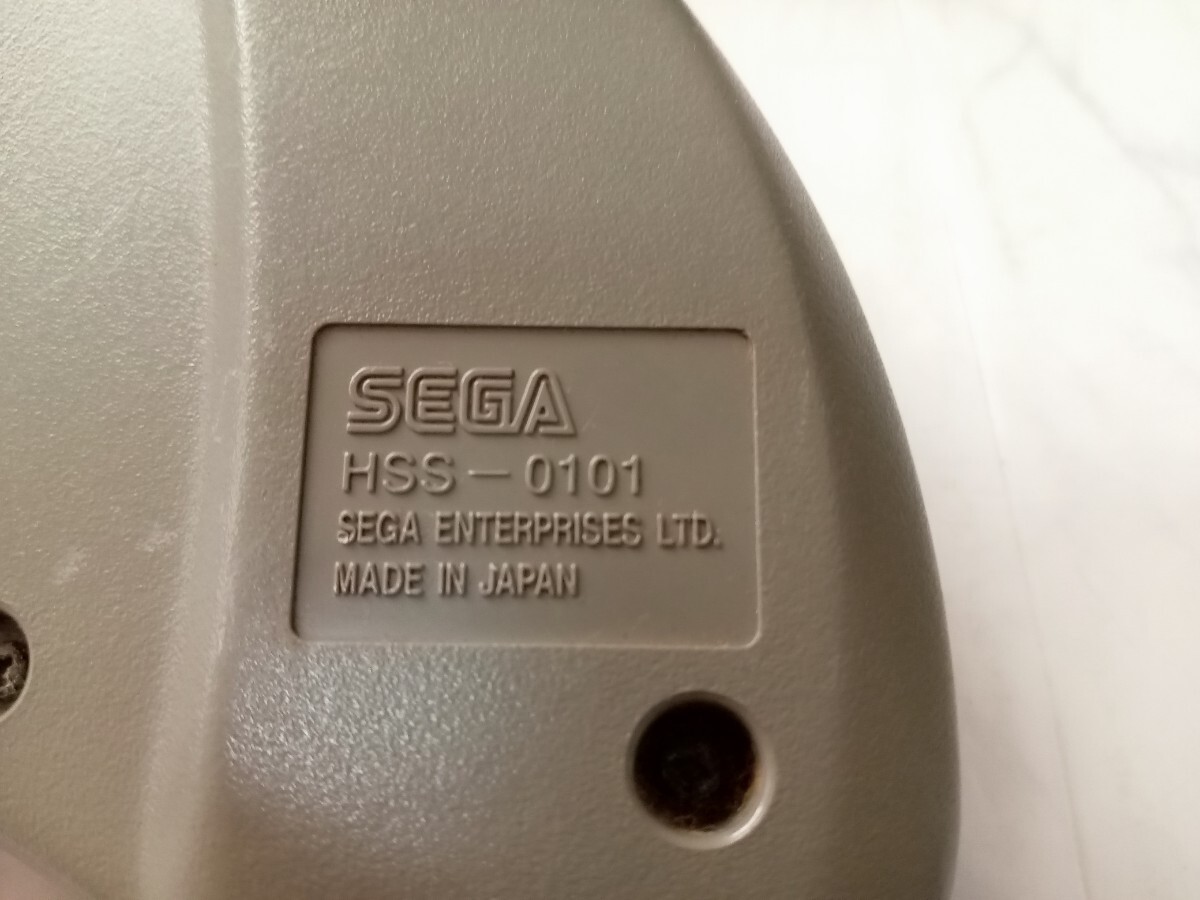 SEGA
HSS-0101
SEGA ENTERPRISES LTD.
MADE IN JAPAN